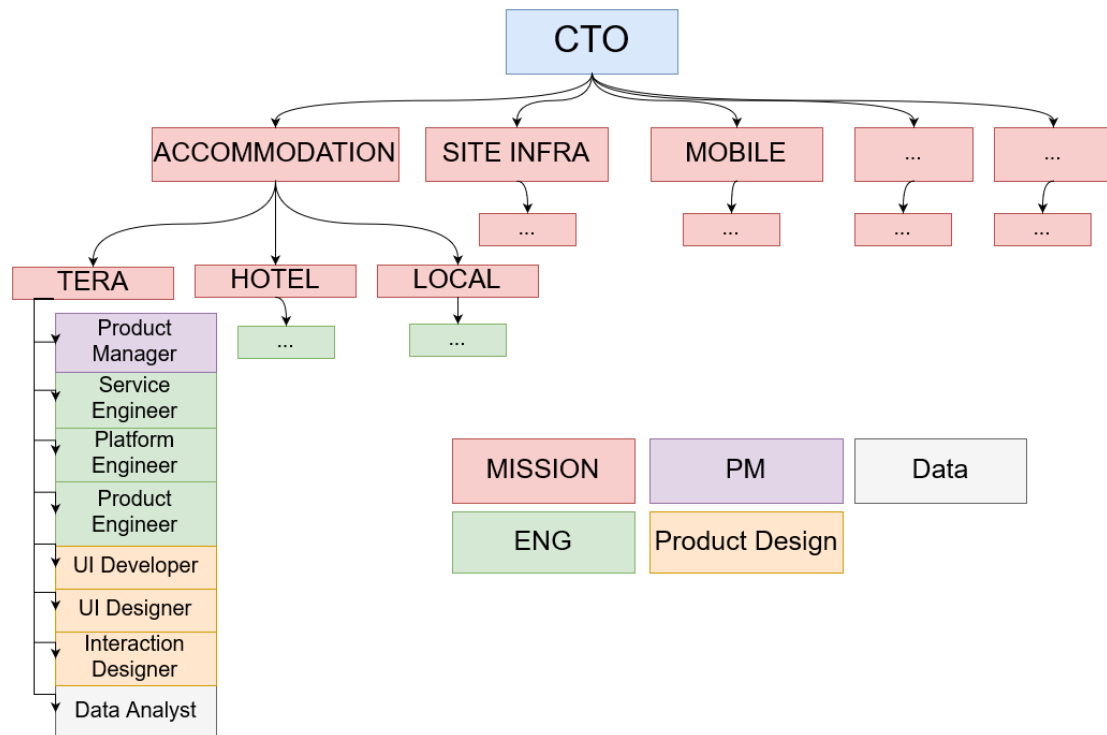 CTO
ACCOMMODATION
SITE INFRA
MOBILE
...
...
...
...
...
...
TERA
HOTEL
LOCAL
...
...
Product
Manager
Service
Engineer
Platform
Engineer
Product
Engineer
UI Developer
UI Designer
Interaction
Designer
Data Analyst
MISSION
PM
Data
ENG
Product Design